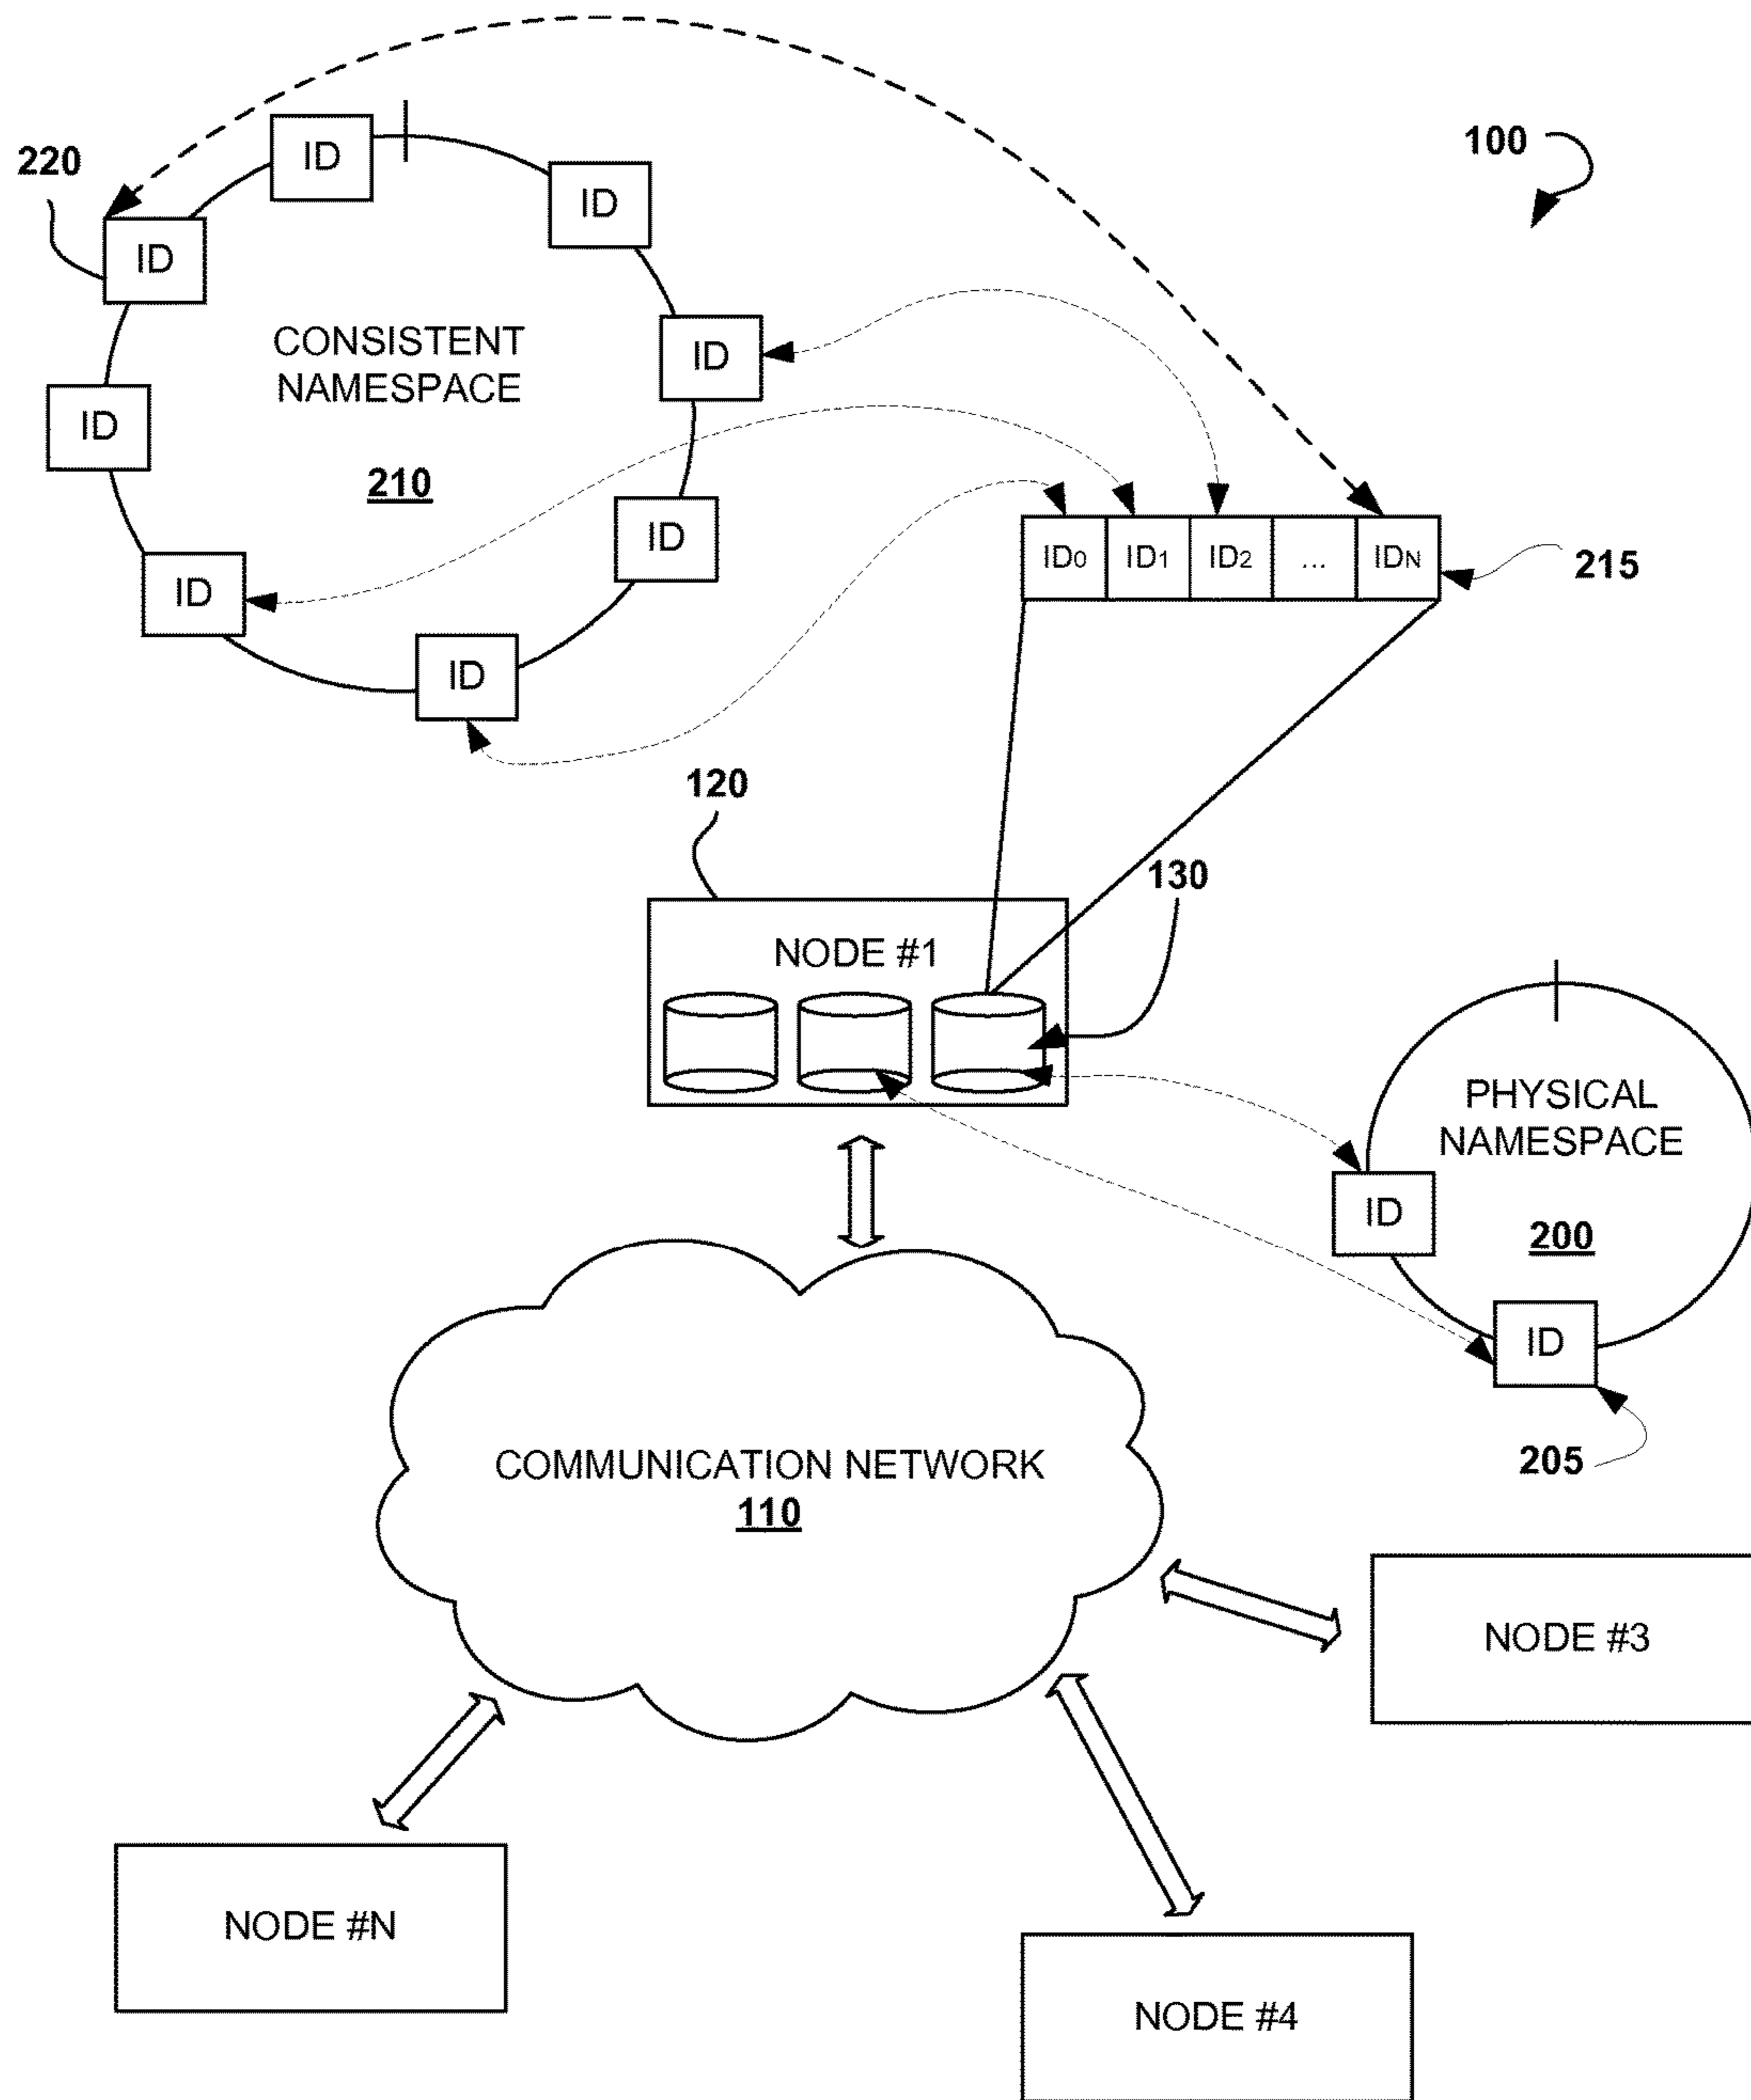 100
220
ID
ID
ID
ID
CONSISTENT
NAMESPACE
ID
210
ID
ID
ID0 ID1 ID2 ... IDN
215
ID
120
130
NODE #1
PHYSICAL
NAMESPACE
ID
200
ID
205
COMMUNICATION NETWORK
110
NODE #3
NODE #N
NODE #4